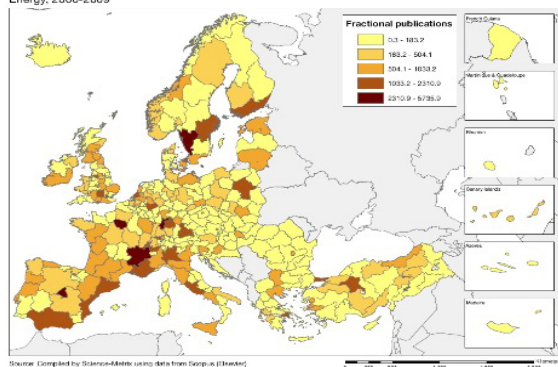 Energy, 2000-2009
Fractional publications
0.3 - 183.2
183.2 - 504.1
504.1 - 1033.2
1033.2 - 2310.9
2310.9 - 5735.9
French Guiana
Martinique & Guadeloupe
Réunion
Canary Islands
Azores
Madeira
Source: Compiled by Science-Metrix using data from Scopus (Elsevier)